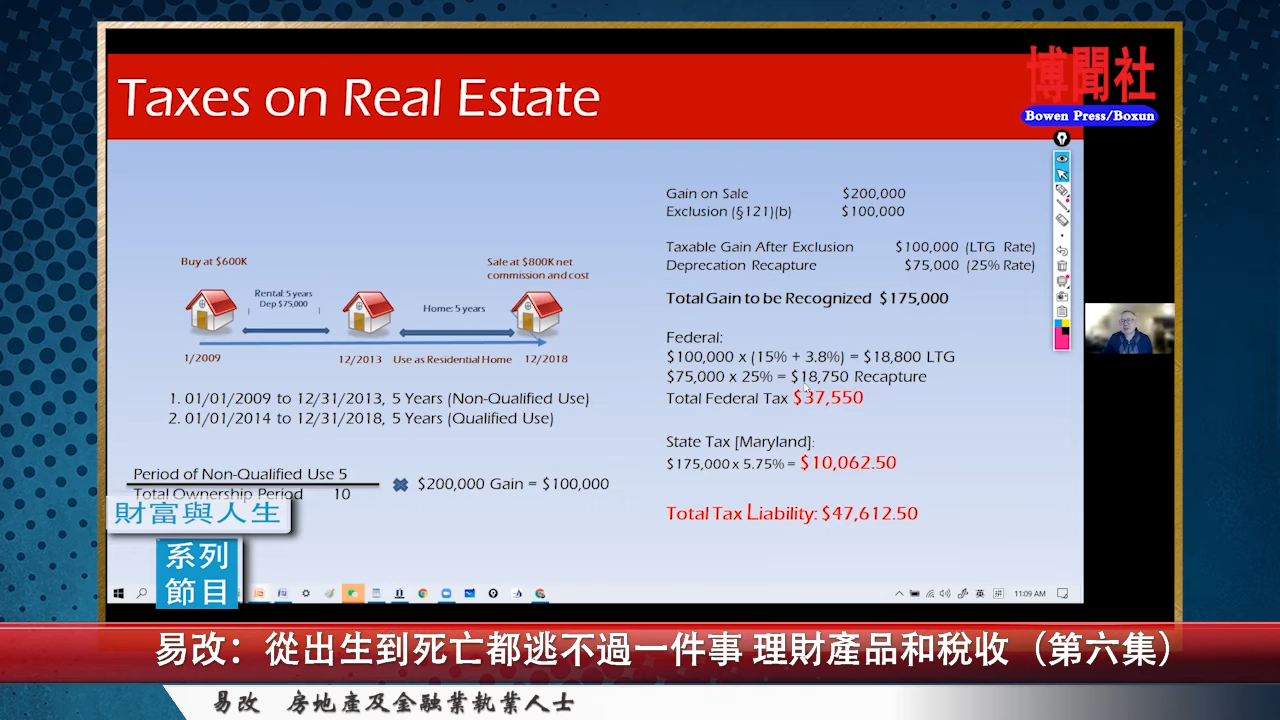 Taxes on Real Estate
博聞社
Bowen Press/Boxun
Gain on Sale $200,000
Exclusion (§121)(b) $100,000
Taxable Gain After Exclusion $100,000 (LTG Rate)
Deprecation Recapture $75,000 (25% Rate)
Total Gain to be Recognized $175,000
Federal:
$100,000 x (15% + 3.8%) = $18,800 LTG
$75,000 x 25% = $18,750 Recapture
Total Federal Tax $37,550
State Tax [Maryland]:
$175,000 x 5.75% = $10,062.50
Total Tax Liability: $47,612.50
Buy at $600K
Sale at $800K net
commission and cost
Rental: 5 years
Dep $75,000
Home: 5 years
1/2009
12/2013
Use as Residential Home
12/2018
1. 01/01/2009 to 12/31/2013, 5 Years (Non-Qualified Use)
2. 01/01/2014 to 12/31/2018, 5 Years (Qualified Use)
Period of Non-Qualified Use 5
Total Ownership Period 10
$200,000 Gain = $100,000
財富與人生
系列
節目
英
拼
11:09 AM
易改：從出生到死亡都逃不過一件事 理財產品和稅收（第六集）
易改 房地產及金融業執業人士